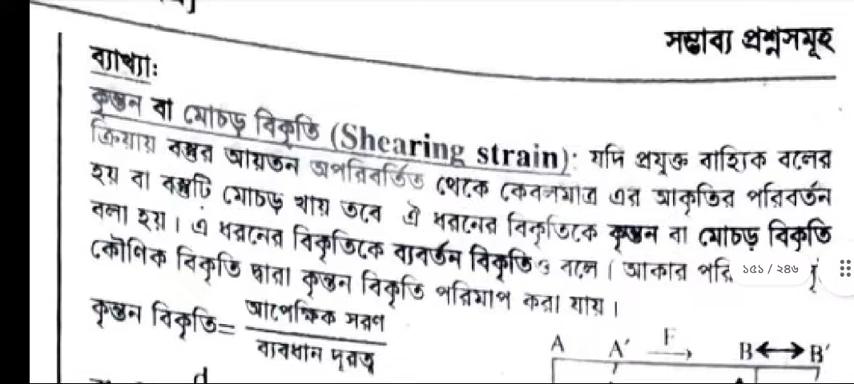 সম্ভাব্য প্রশ্নসমূহ
ব্যাখ্যা:
কৃন্তন বা মোচড় বিকৃতি (Shearing strain): যদি প্রযুক্ত বাহ্যিক বলের
ক্রিয়ায় বস্তুর আয়তন অপরিবর্তিত থেকে কেবলমাত্র এর আকৃতির পরিবর্তন
হয় বা বস্তুটি মোচড় খায় তবে ঐ ধরনের বিকৃতিকে কৃন্তন বা মোচড় বিকৃতি
বলা হয়। এ ধরনের বিকৃতিকে ব্যবর্তন বিকৃতিও বলে। আকার পরি
১৫১ / ২৪৬
কৌণিক বিকৃতি দ্বারা কৃন্তন বিকৃতি পরিমাপ করা যায়।
কৃন্তন বিকৃতি= আপেক্ষিক সরণ
ব্যবধান দূরত্ব
A A′ F B B′
d